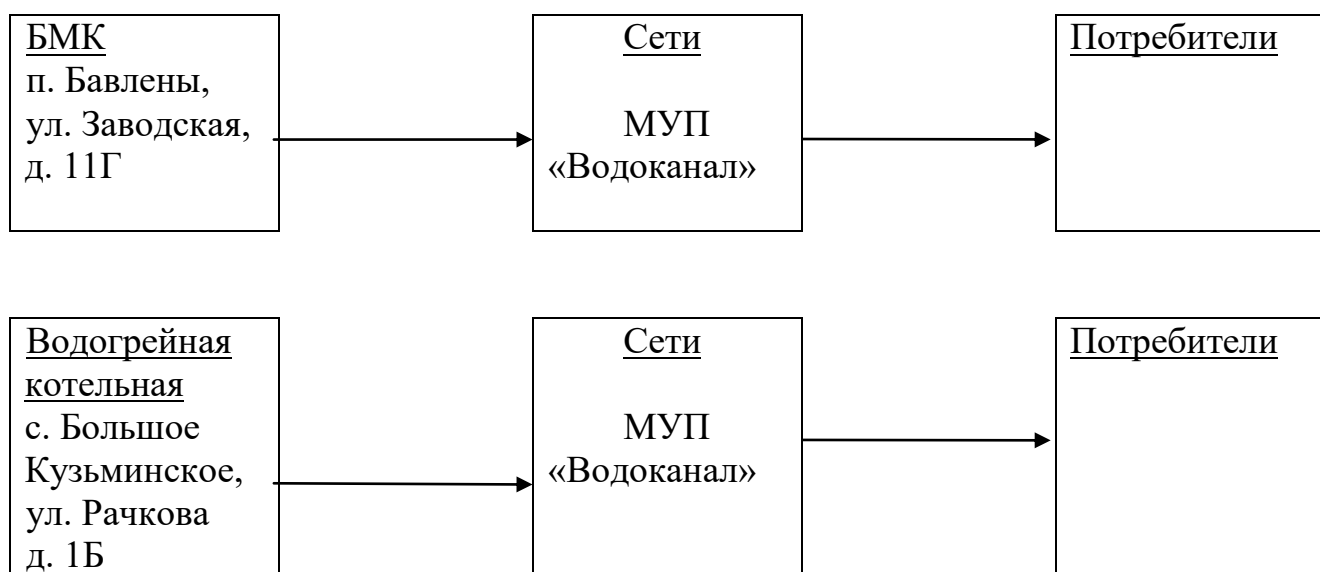 БМК
п. Бавлены,
ул. Заводская,
д. 11Г
Сети
МУП
«Водоканал»
Потребители
Водогрейная
котельная
с. Большое
Кузьминское,
ул. Рачкова
д. 1Б
Сети
МУП
«Водоканал»
Потребители